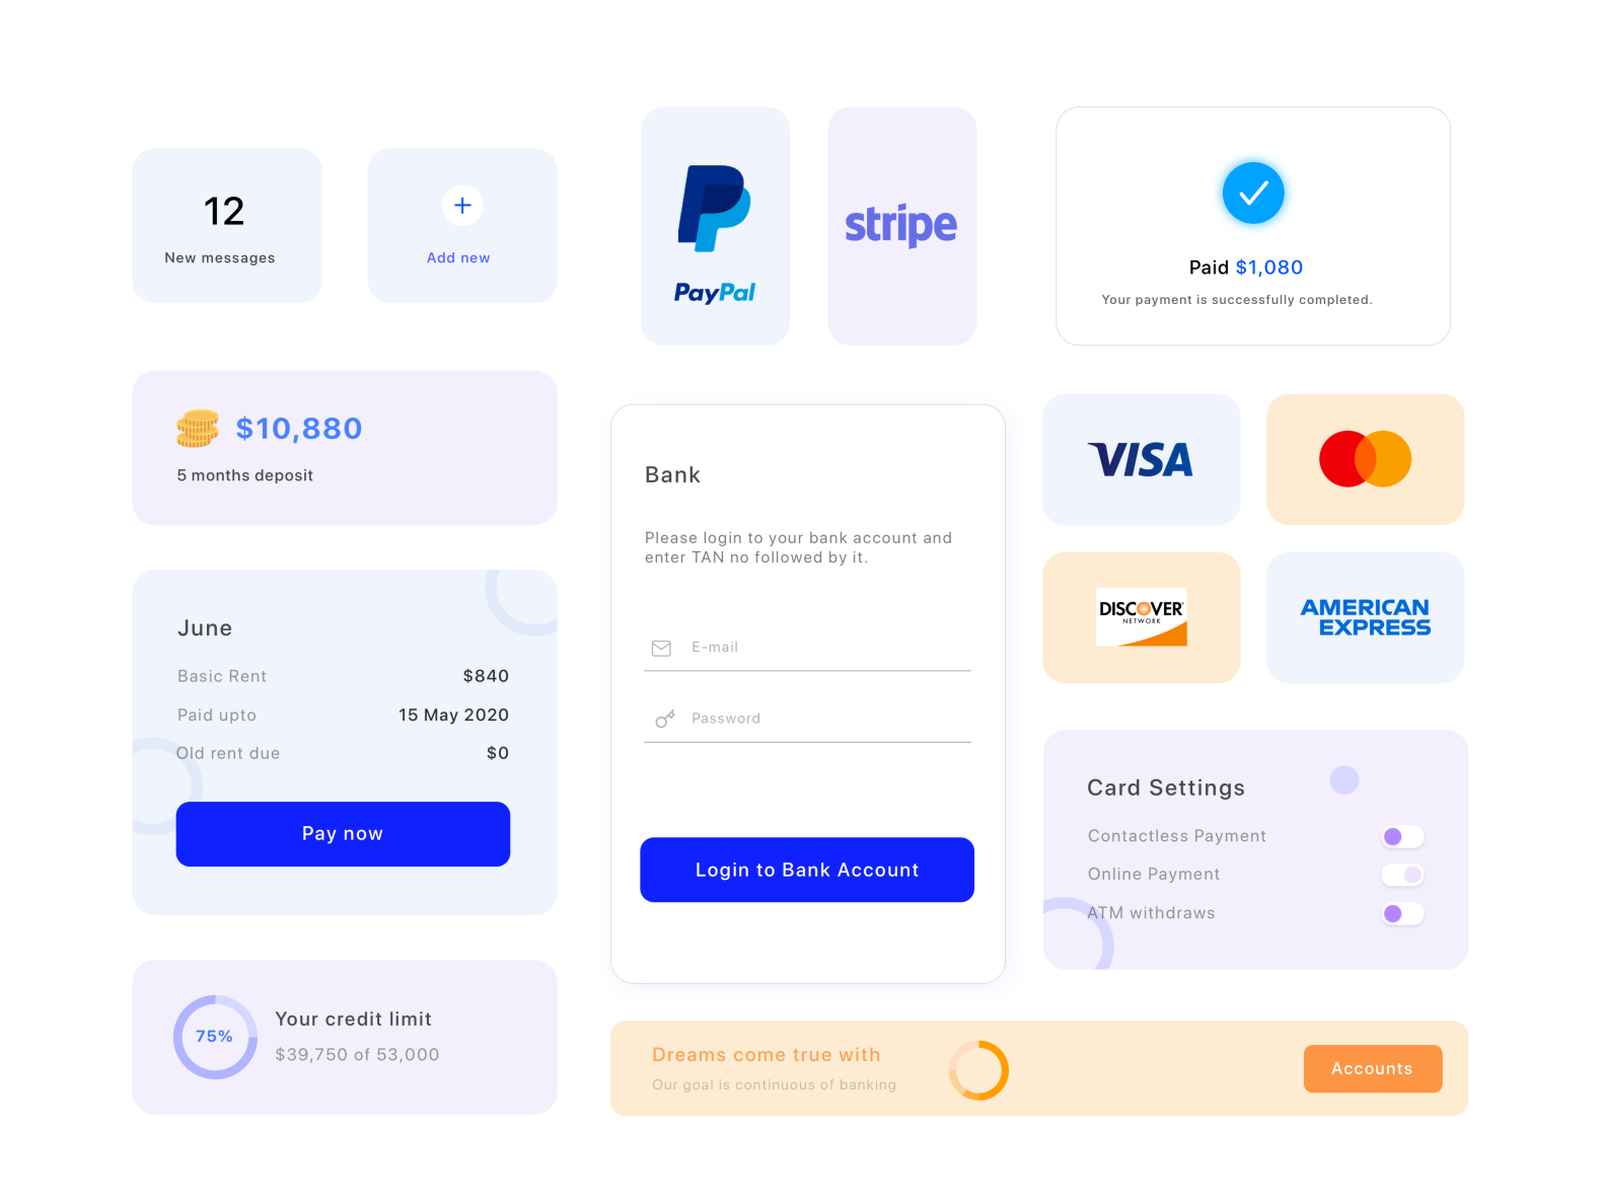 12
New messages
Add new
PayPal
stripe
Paid $1,080
Your payment is successfully completed.
$10,880
5 months deposit
June
Basic Rent $840
Paid upto 15 May 2020
Old rent due $0
Pay now
75%
Your credit limit
$39,750 of 53,000
Bank
Please login to your bank account and
enter TAN no followed by it.
E-mail
Password
Login to Bank Account
VISA
DISCOVER
NETWORK
AMERICAN
EXPRESS
Card Settings
Contactless Payment
Online Payment
ATM withdraws
Dreams come true with
Our goal is continuous of banking
Accounts